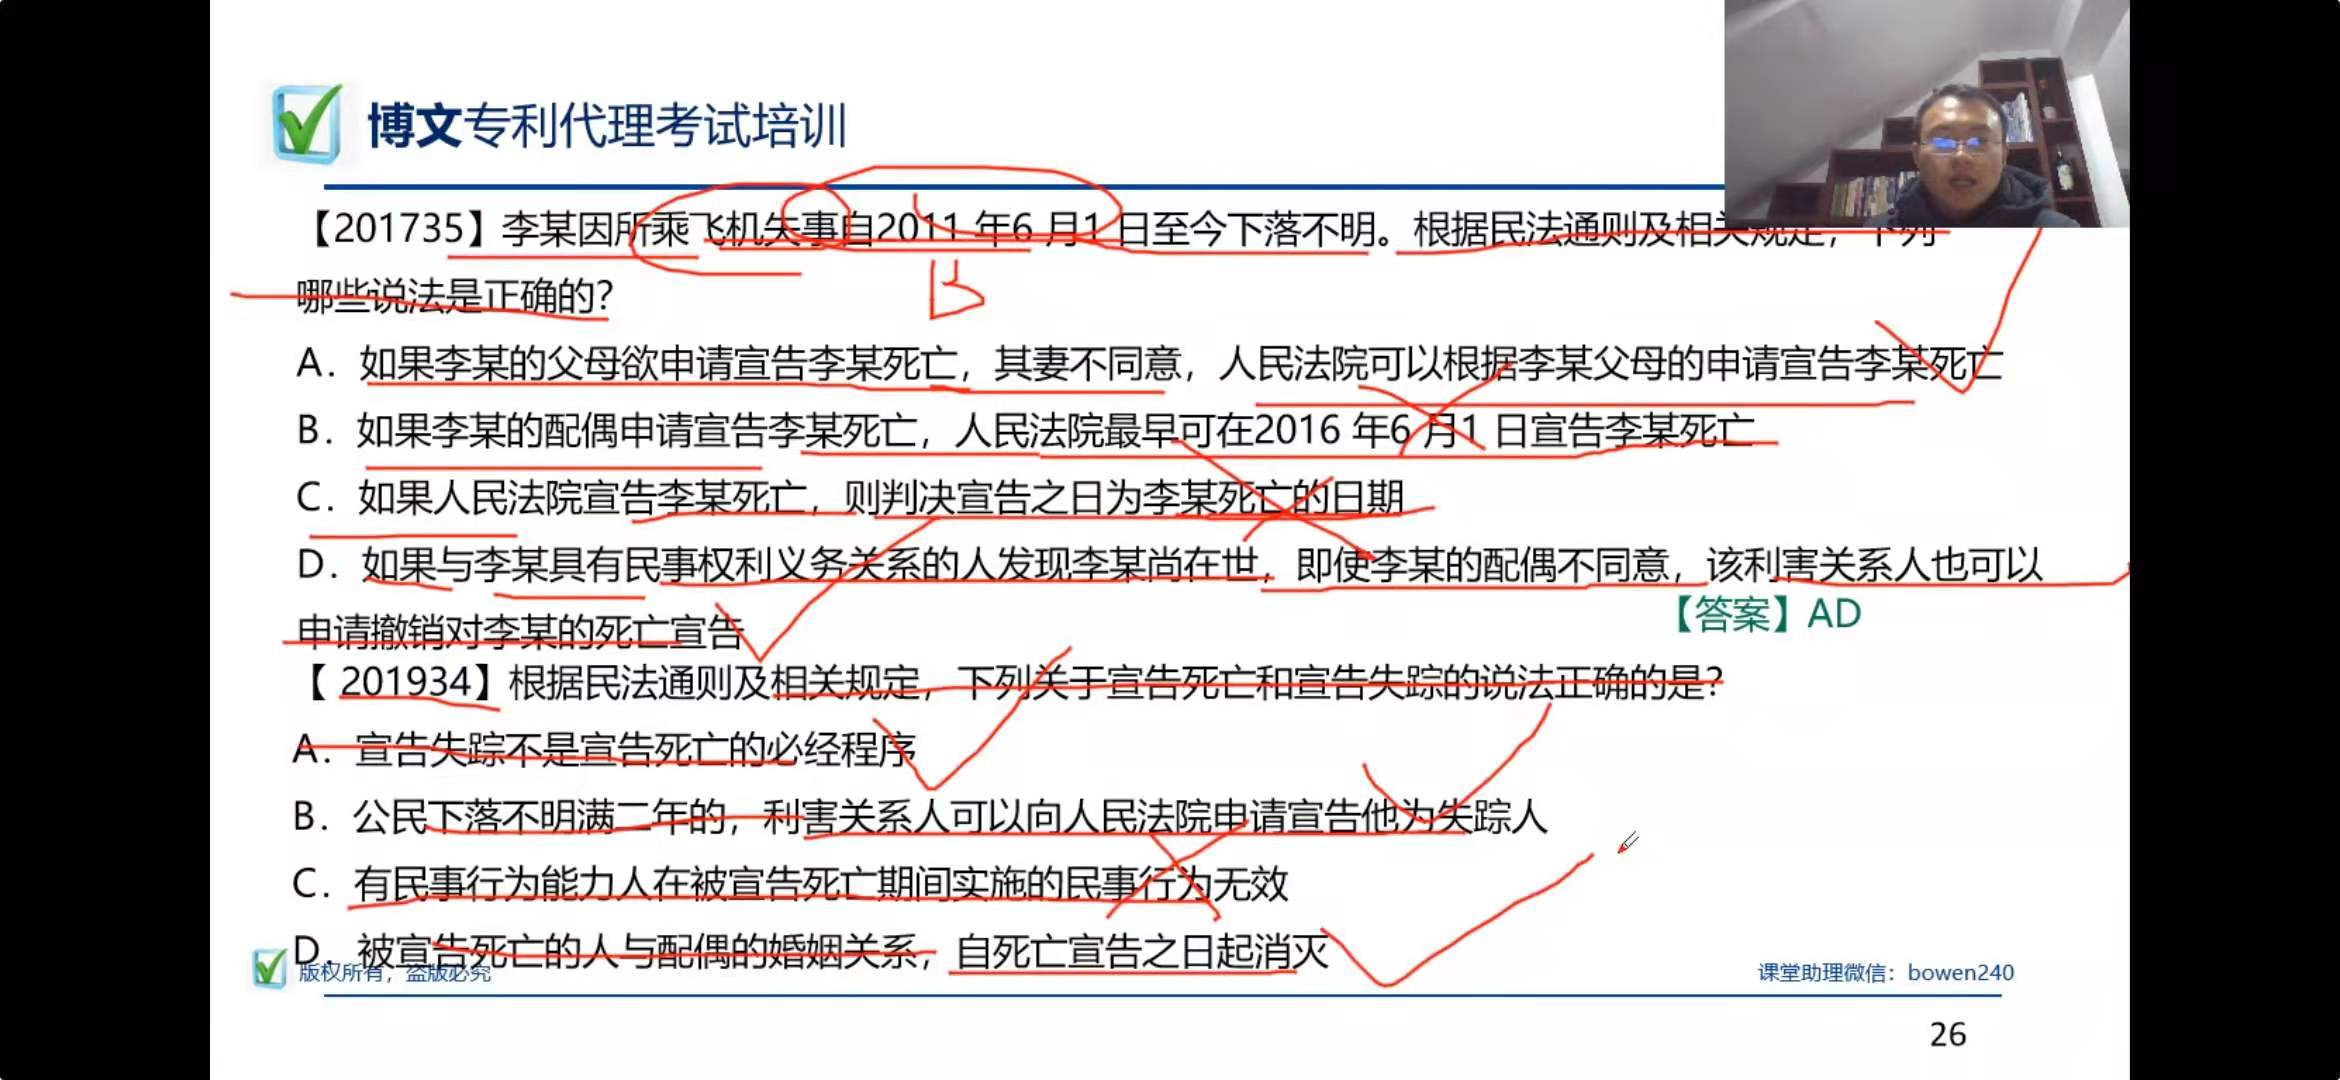 博文专利代理考试培训
【201735】李某因所乘飞机失事自2011 年6 月1 日至今下落不明。根据民法通则及相关规定，下列
哪些说法是正确的？
A. 如果李某的父母欲申请宣告李某死亡，其妻不同意，人民法院可以根据李某父母的申请宣告李某死亡
B. 如果李某的配偶申请宣告李某死亡，人民法院最早可在2016 年6 月1 日宣告李某死亡
C. 如果人民法院宣告李某死亡，则判决宣告之日为李某死亡的日期
D. 如果与李某具有民事权利义务关系的人发现李某尚在世，即使李某的配偶不同意，该利害关系人也可以
申请撤销对李某的死亡宣告
【答案】AD
【 201934】根据民法通则及相关规定，下列关于宣告死亡和宣告失踪的说法正确的是？
A. 宣告失踪不是宣告死亡的必经程序
B. 公民下落不明满二年的，利害关系人可以向人民法院申请宣告他为失踪人
C. 有民事行为能力人在被宣告死亡期间实施的民事行为无效
D. 被宣告死亡的人与配偶的婚姻关系，自死亡宣告之日起消灭
版权所有，盗版必究
课堂助理微信：bowen240
26